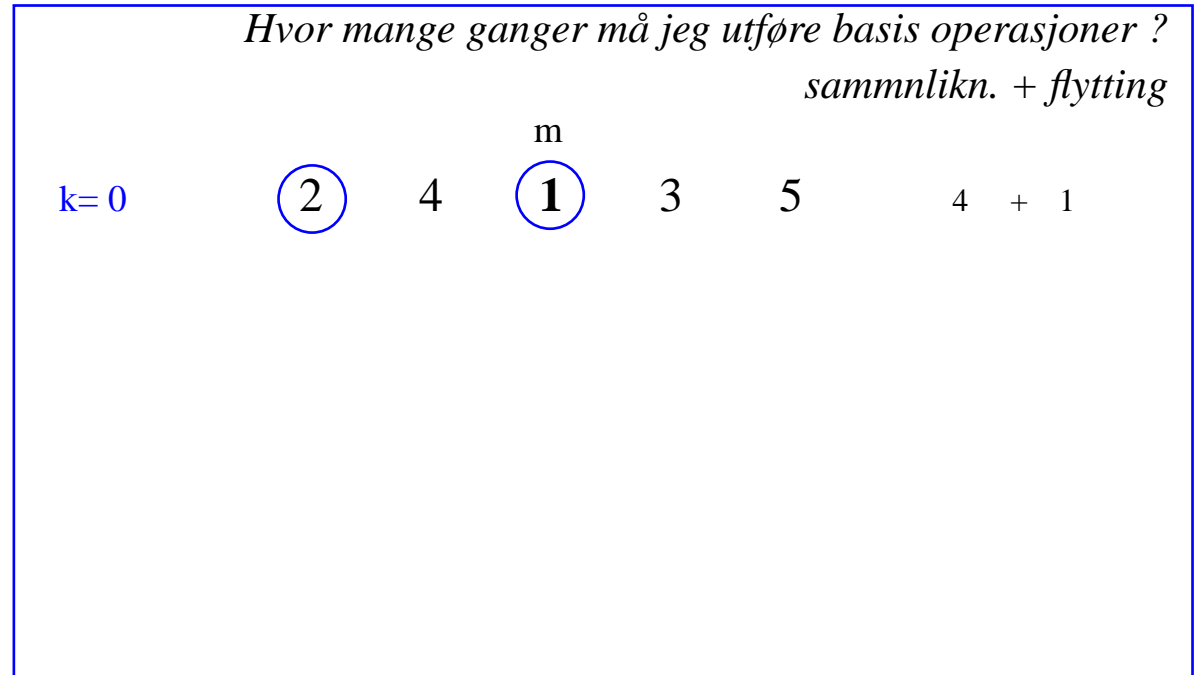 Hvor mange ganger må jeg utføre basis operasjoner ?
sammnlikn. + flytting
m
k= 0 2 4 1 3 5 4 + 1